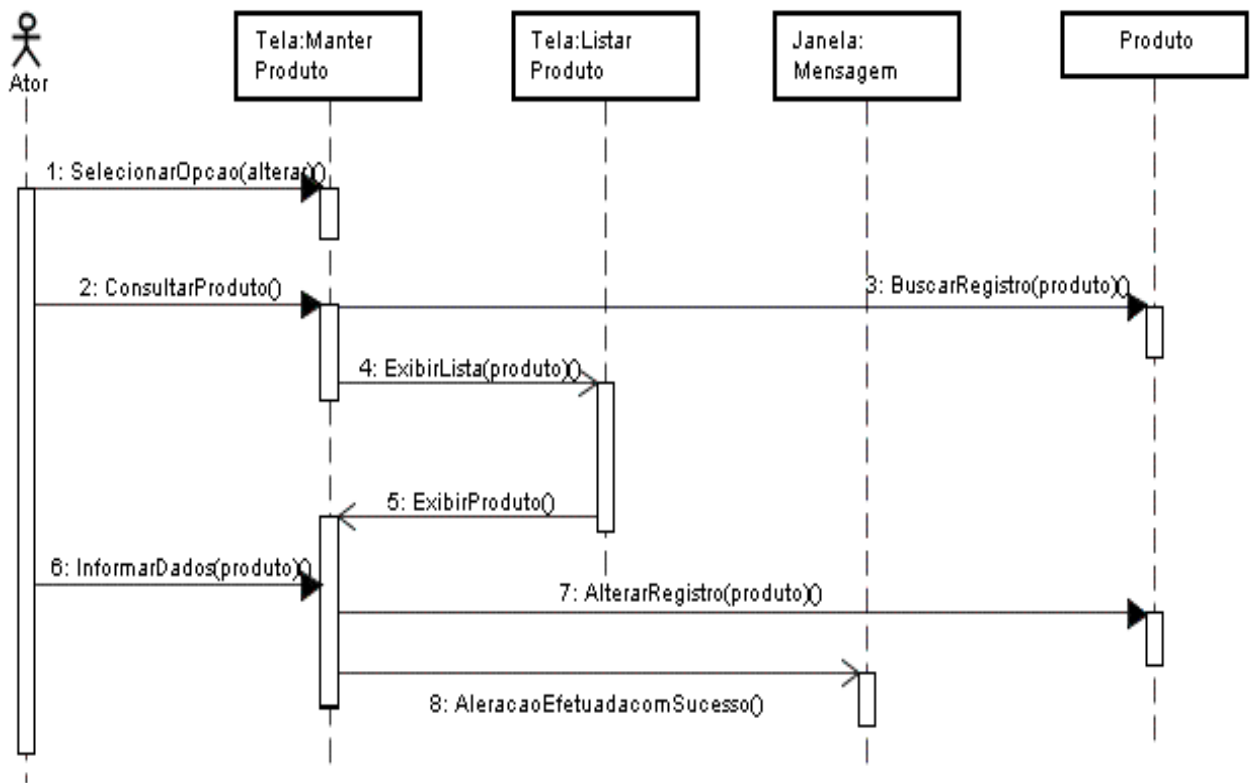 Ator
Tela:Manter
Produto
Tela:Listar
Produto
Janela:
Mensagem
Produto
1: SelecionarOpcao(alterar)()
2: ConsultarProduto()
3: BuscarRegistro(produto)()
4: ExibirLista(produto)()
5: ExibirProduto()
6: InformarDados(produto)()
7: AlterarRegistro(produto)()
8: AleracaoEfetuadacomSucesso()